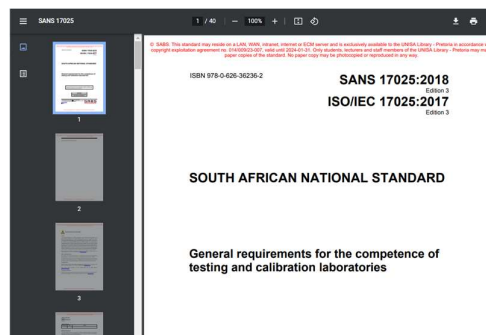 SANS 17025
1 / 40
100%
© SABS. This standard may reside on a LAN, WAN, intranet, internet or ECM server and is exclusively available to the UNISA Library - Pretoria in accordance
copyright exploitation agreement no. 014/009/23-007, valid until 2024-01-31. Only students, lecturers and staff members of the UNISA Library - Pretoria may
paper copies of the standard. No paper copy may be photocopied or reproduced in any way.
ISBN 978-0-626-36236-2
SANS 17025:2018
Edition 3
ISO/IEC 17025:2017
Edition 3
SOUTH AFRICAN NATIONAL STANDARD
General requirements for the competence of
testing and calibration laboratories
1
2
3